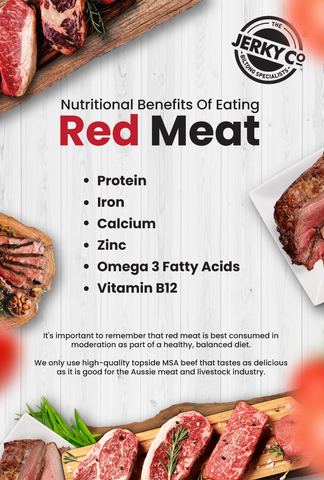 THE
JERKY CO
BILTONG SPECIALISTS
Nutritional Benefits Of Eating
Red Meat
• Protein
• Iron
• Calcium
• Zinc
• Omega 3 Fatty Acids
• Vitamin B12
It's important to remember that red meat is best consumed in
moderation as part of a healthy, balanced diet.
We only use high-quality topside MSA beef that tastes as delicious
as it is good for the Aussie meat and livestock industry.